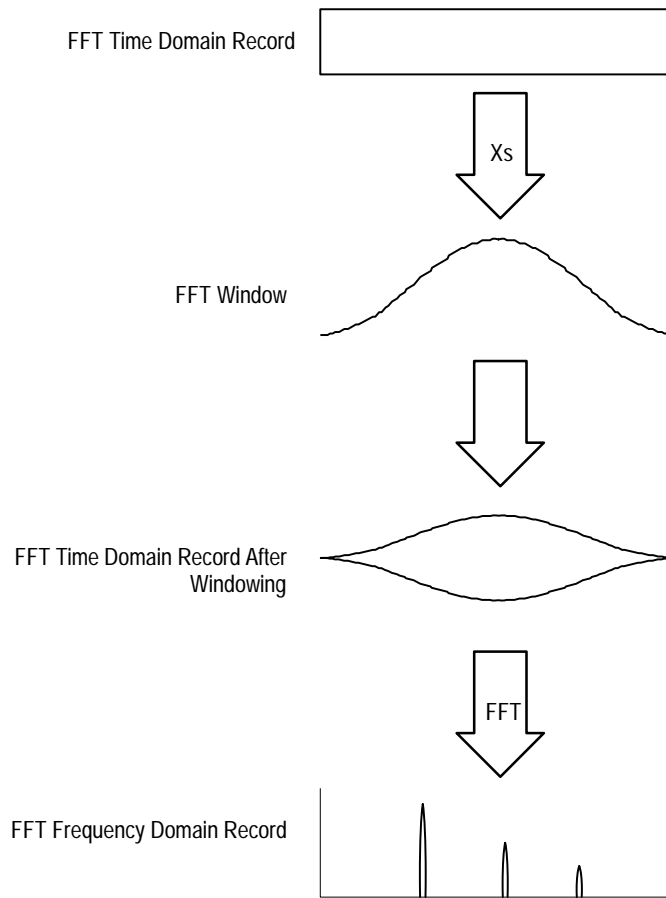 FFT Time Domain Record
Xs
FFT Window
FFT Time Domain Record After
Windowing
FFT
FFT Frequency Domain Record